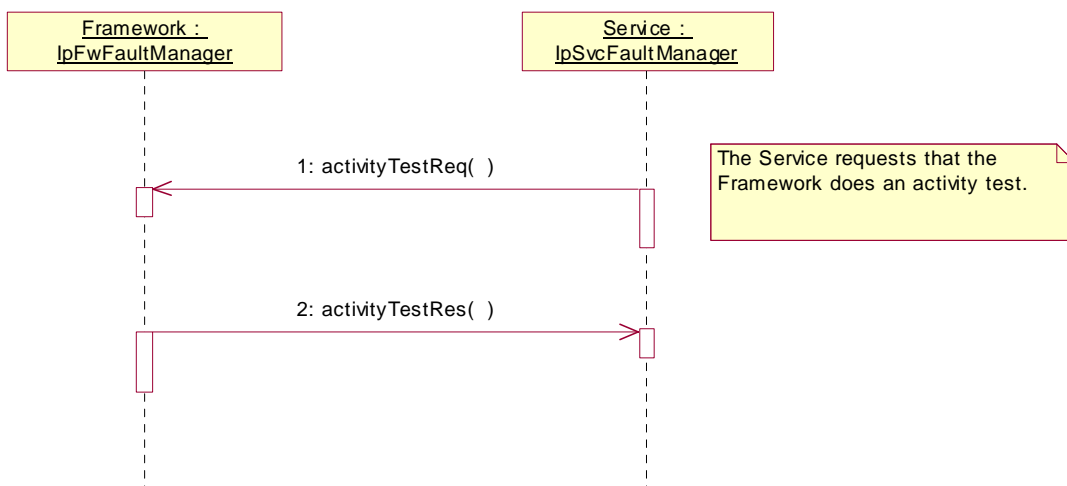 Framework :
IpFwFaultManager
Service :
IpSvcFaultManager
1: activityTestReq( )
The Service requests that the
Framework does an activity test.
2: activityTestRes( )